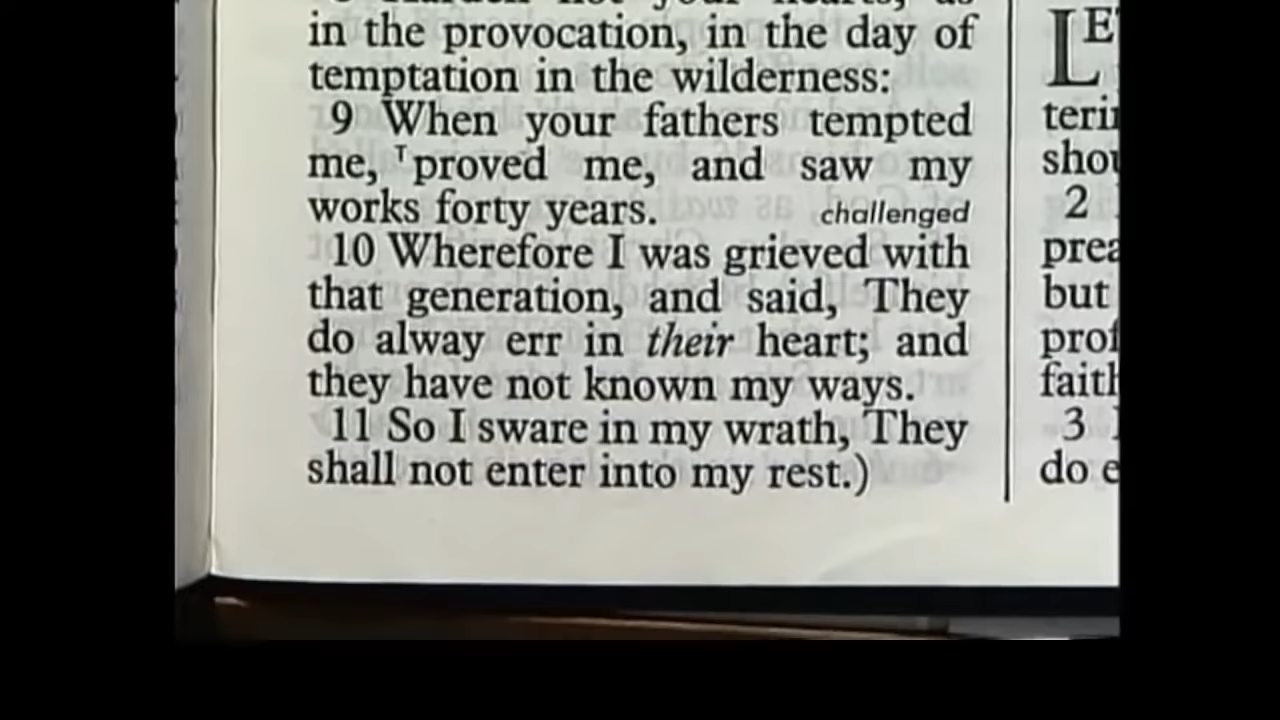 in the provocation, in the day of
temptation in the wilderness:
9 When your fathers tempted
me, ᵀproved me, and saw my
works forty years. challenged
10 Wherefore I was grieved with
that generation, and said, They
do alway err in their heart; and
they have not known my ways.
11 So I sware in my wrath, They
shall not enter into my rest.)
2
but
3
do